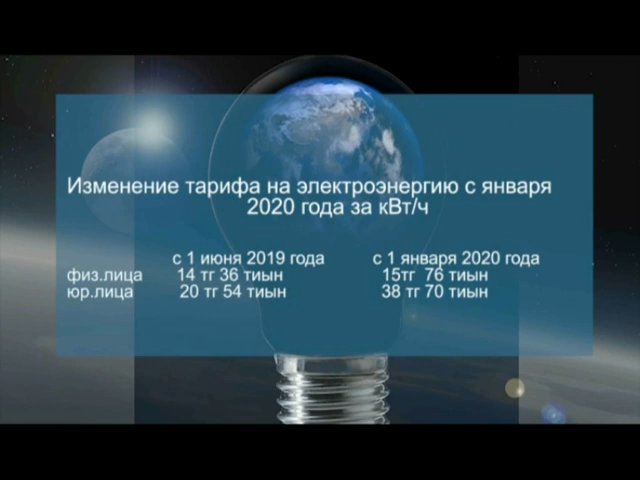 Изменение тарифа на электроэнергию с января
2020 года за кВт/ч
с 1 июня 2019 года с 1 января 2020 года
физ.лица 14 тг 36 тиын 15тг 76 тиын
юр.лица 20 тг 54 тиын 38 тг 70 тиын